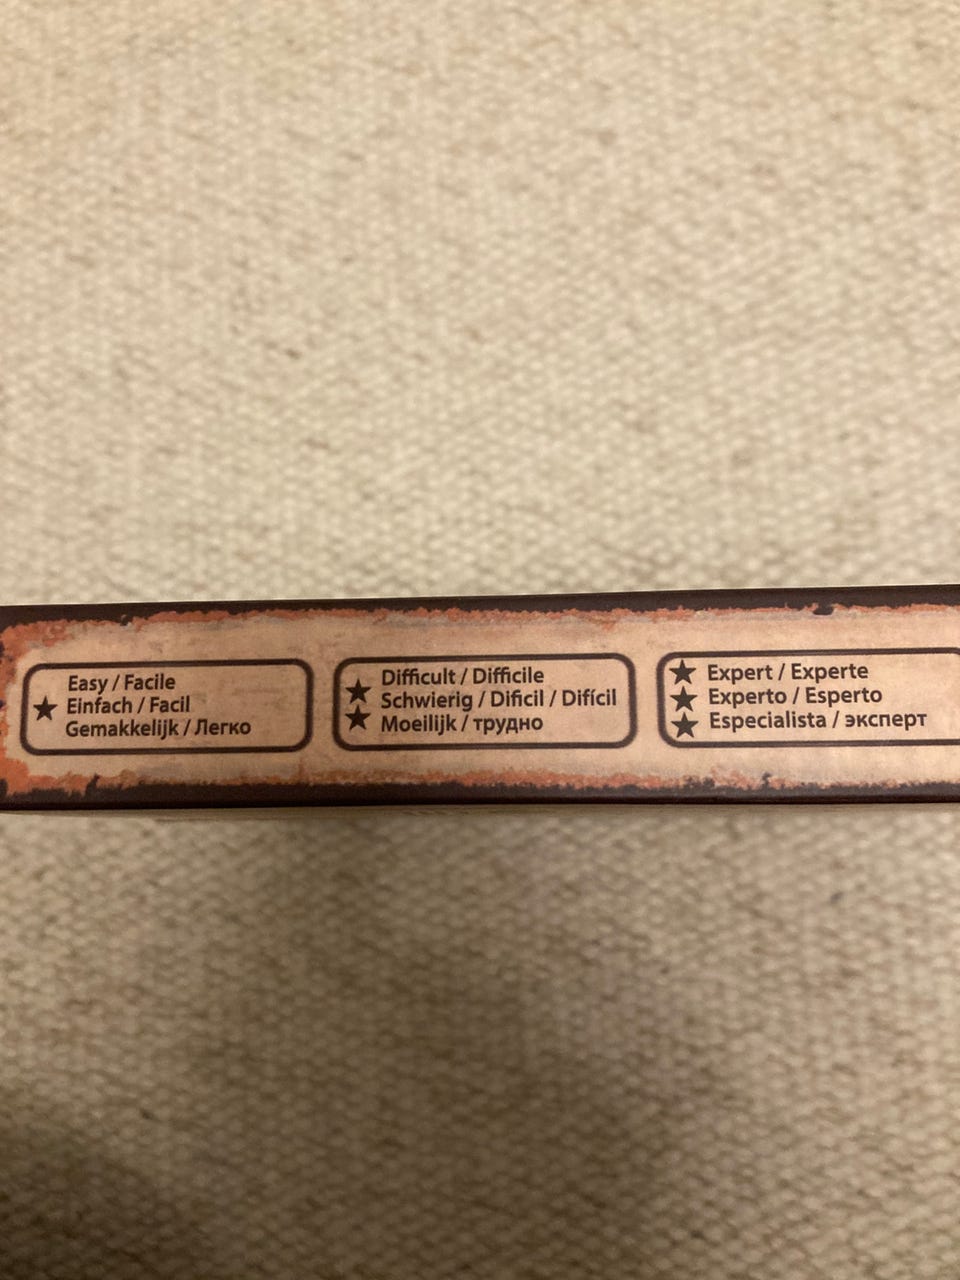 Easy / Facile
Einfach / Facil
Gemakkelijk / Легко
Difficult / Difficile
Schwierig / Dificil / Difícil
Moeilijk / трудно
Expert / Experte
Experto / Esperto
Especialista / эксперт